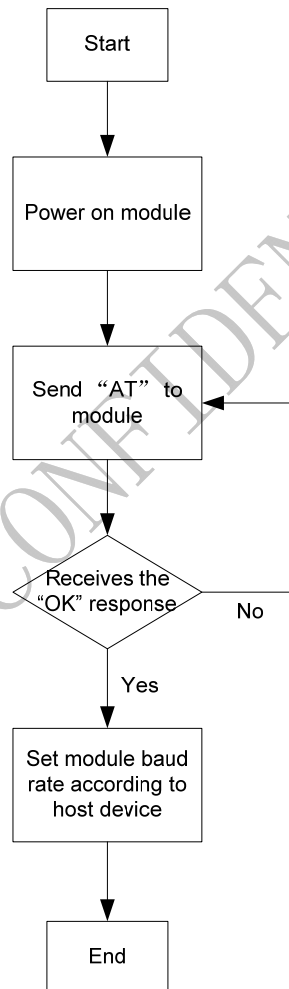 Start
Power on module
Send “AT” to
module
Receives the
“OK” response
No
Yes
Set module baud
rate according to
host device
End